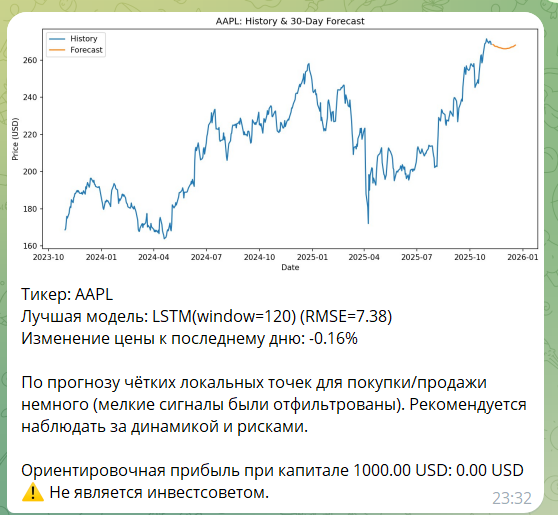 AAPL: History & 30-Day Forecast
History
Forecast
Price (USD)
260
240
220
200
180
160
2023-10 2024-01 2024-04 2024-07 2024-10 2025-01 2025-04 2025-07 2025-10 2026-01
Date
Тикер: AAPL
Лучшая модель: LSTM(window=120) (RMSE=7.38)
Изменение цены к последнему дню: -0.16%
По прогнозу чётких локальных точек для покупки/продажи
немного (мелкие сигналы были отфильтрованы). Рекомендуется
наблюдать за динамикой и рисками.
Ориентировочная прибыль при капитале 1000.00 USD: 0.00 USD
⚠️ Не является инвестсоветом.
23:32